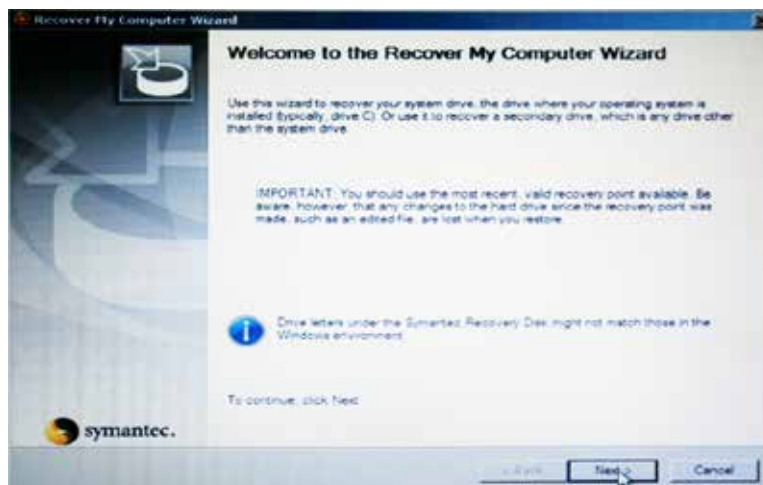 Recover My Computer Wizard
Welcome to the Recover My Computer Wizard
Use this wizard to recover your system drive, the drive where your operating system is
installed (typically, drive C). Or use it to recover a secondary drive, which is any drive other
than the system drive.
IMPORTANT: You should use the most recent, valid recovery point available. Be
aware, however, that any changes to the hard drive since the recovery point was
made, such as an edited file, are lost when you restore.
Drive letters under the Symantec Recovery Disk might not match those in the
Windows environment.
To continue, click Next.
symantec.
< Back
Next >
Cancel